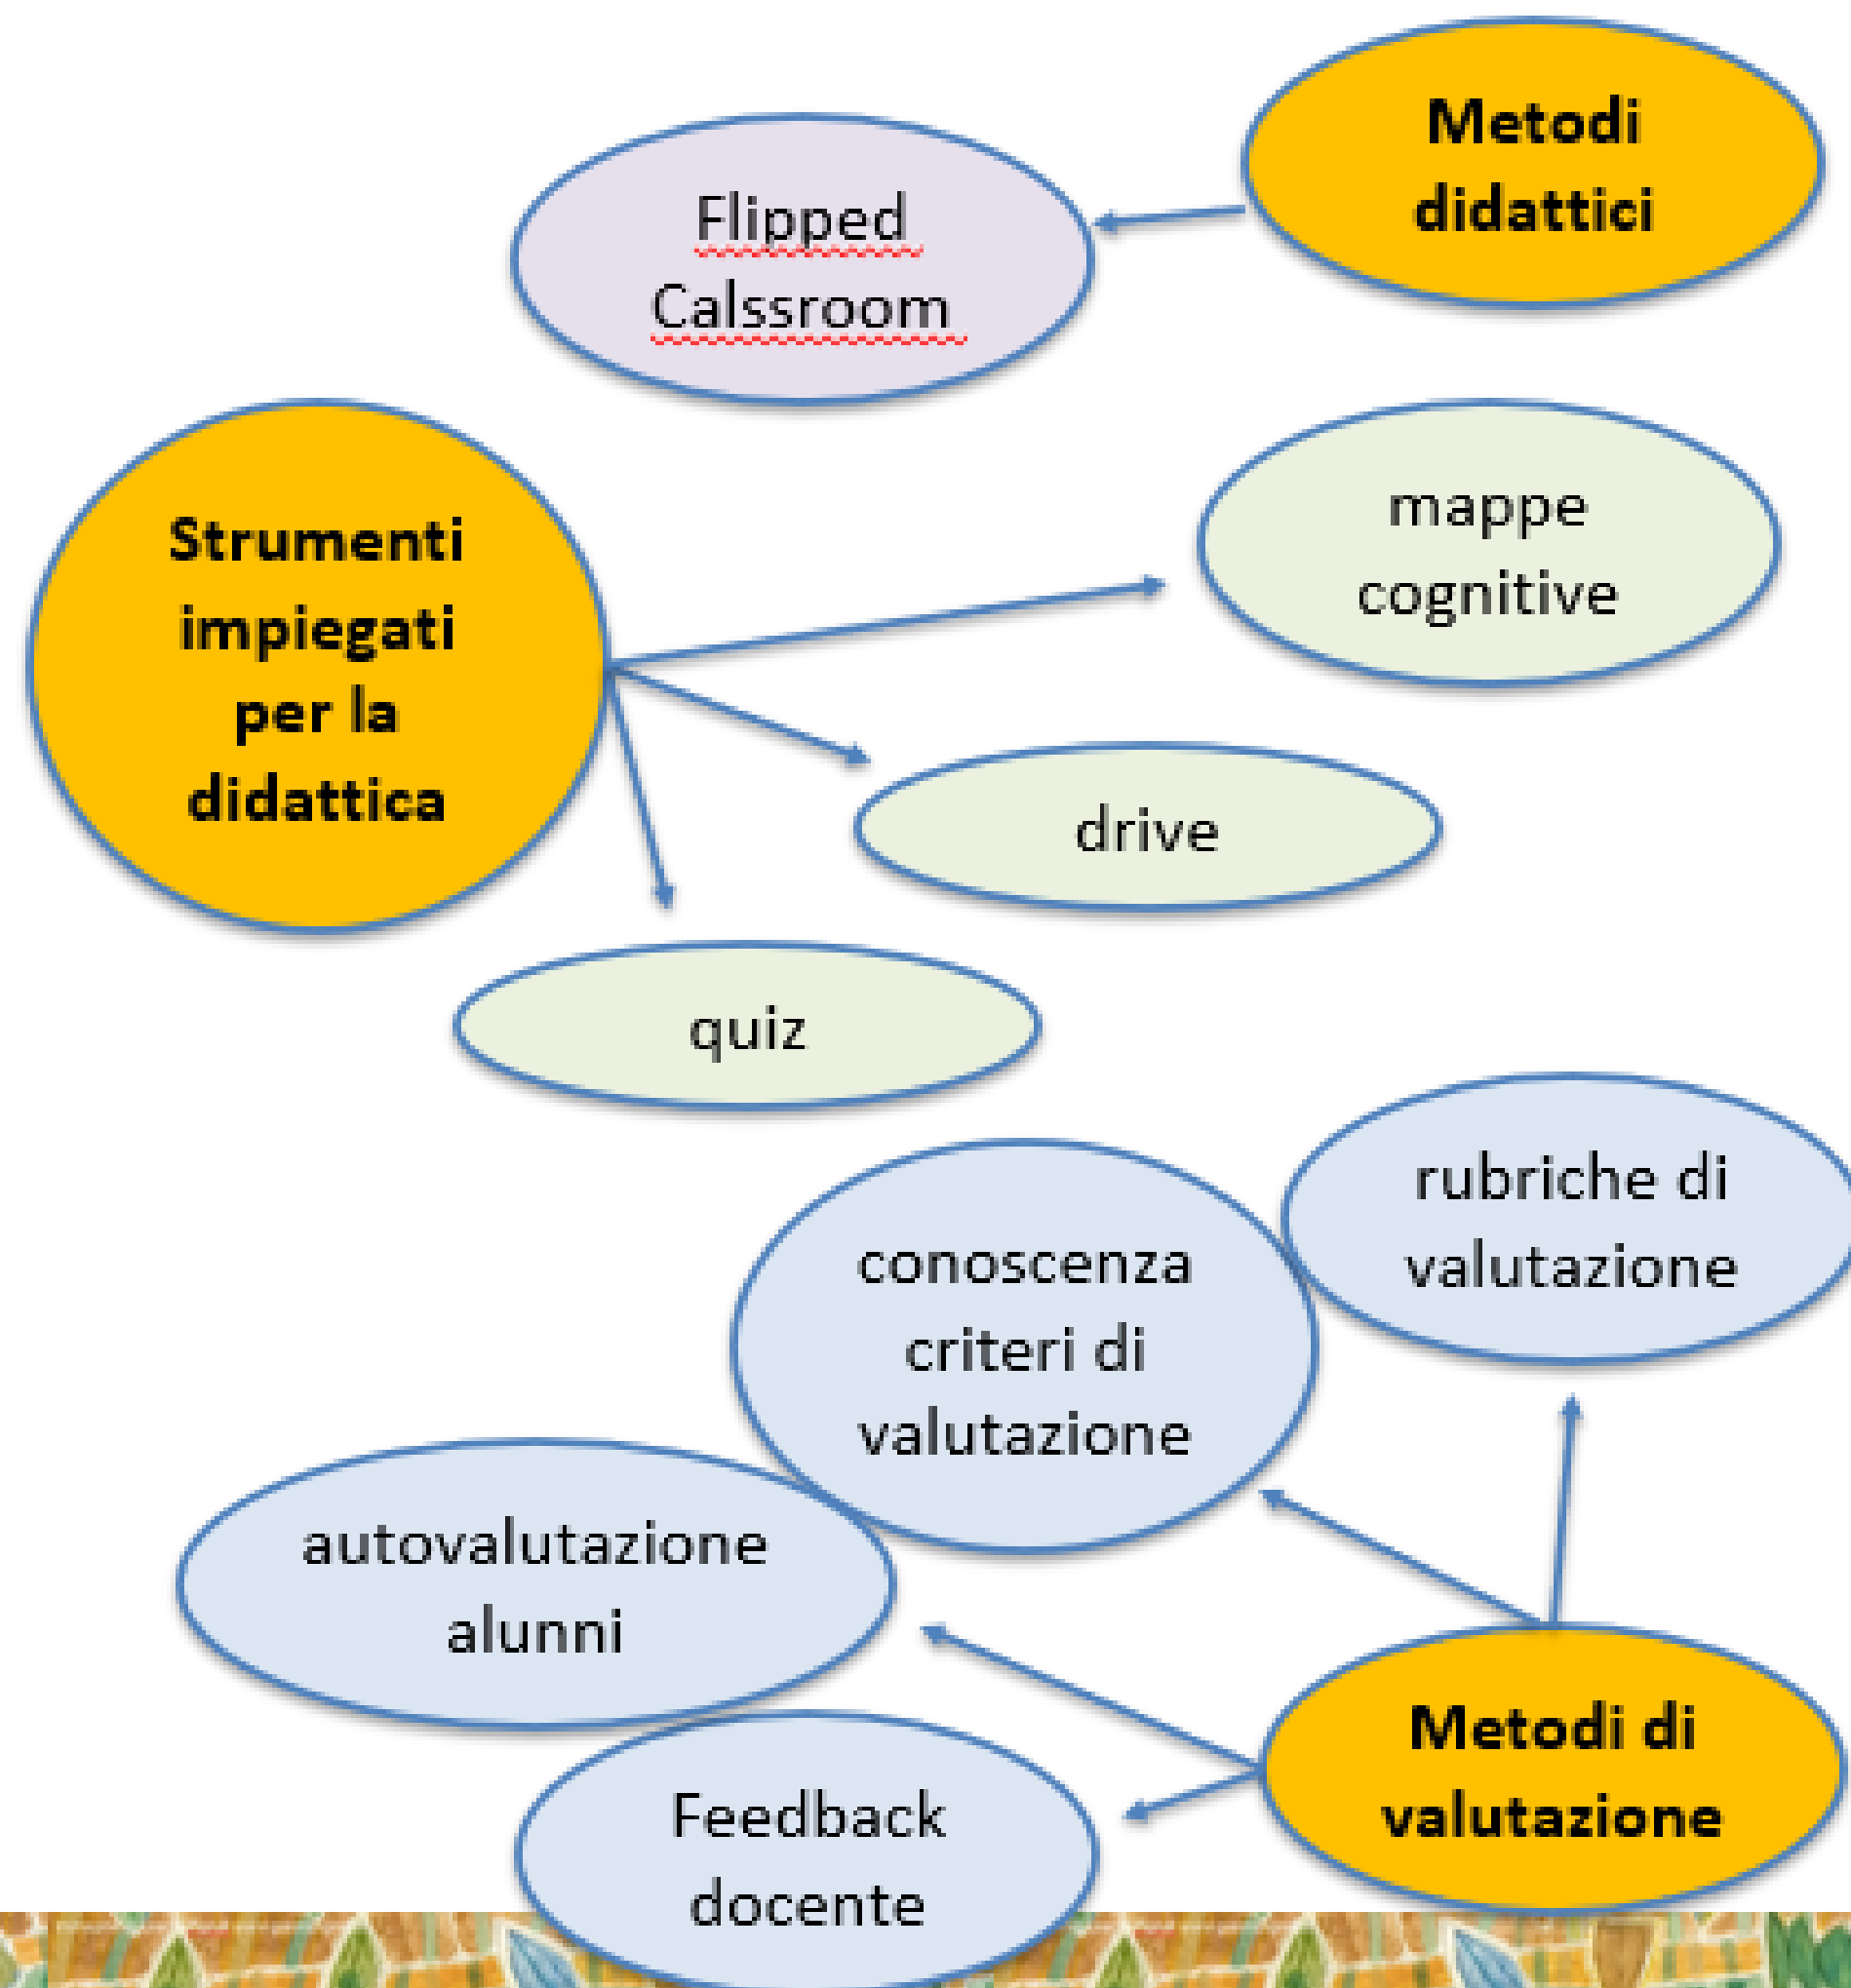 Metodi
didattici
Flipped
Calssroom
Strumenti
impiegati
per la
didattica
mappe
cognitive
drive
quiz
rubriche di
valutazione
conoscenza
criteri di
valutazione
autovalutazione
alunni
Metodi di
valutazione
Feedback
docente